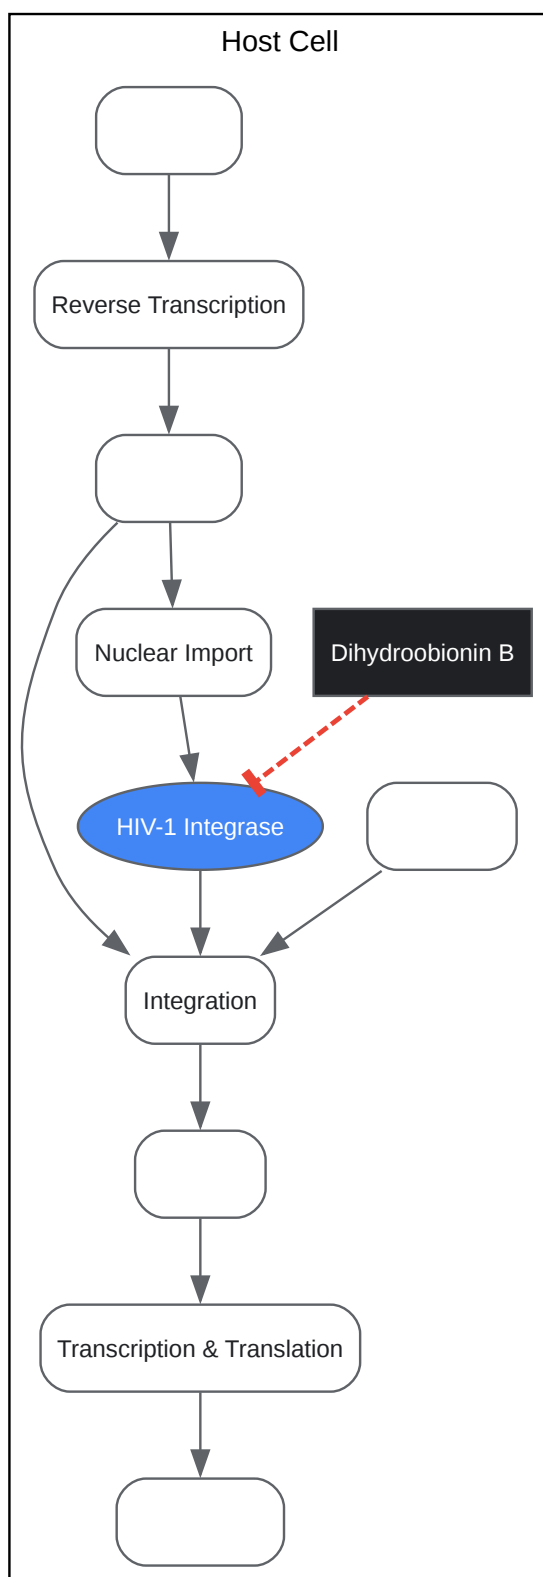 Host Cell
Reverse Transcription
Nuclear Import
Dihydroobionin B
HIV-1 Integrase
Integration
Transcription & Translation